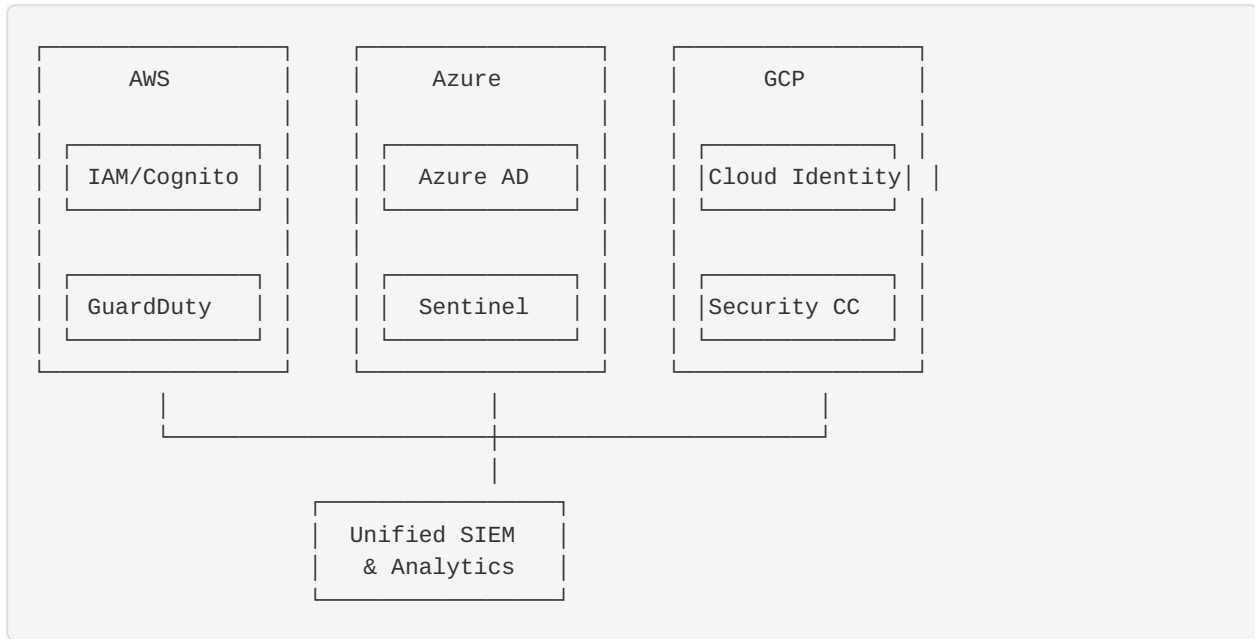 AWS Azure GCP
IAM/Cognito Azure AD Cloud Identity
GuardDuty Sentinel Security CC
Unified SIEM
& Analytics